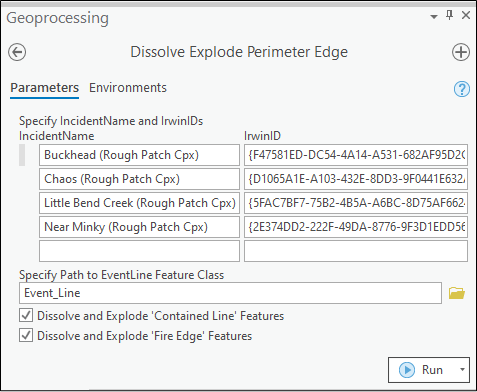 Geoprocessing
Dissolve Explode Perimeter Edge
Parameters Environments
?
Specify IncidentName and IrwinIDs
IncidentName IrwinID
Buckhead (Rough Patch Cpx) {F47581ED-DC54-4A14-A531-682AF95D2C
Chaos (Rough Patch Cpx) {D1065A1E-A103-432E-8DD3-9F0441E632A
Little Bend Creek (Rough Patch Cpx) {5FAC7BF7-75B2-4B5A-A6BC-8D75AF662
Near Minky (Rough Patch Cpx) {2E374DD2-222F-49DA-8776-9F3D1EDD56
Specify Path to EventLine Feature Class
Event_Line
Dissolve and Explode 'Contained Line' Features
Dissolve and Explode 'Fire Edge' Features
Run